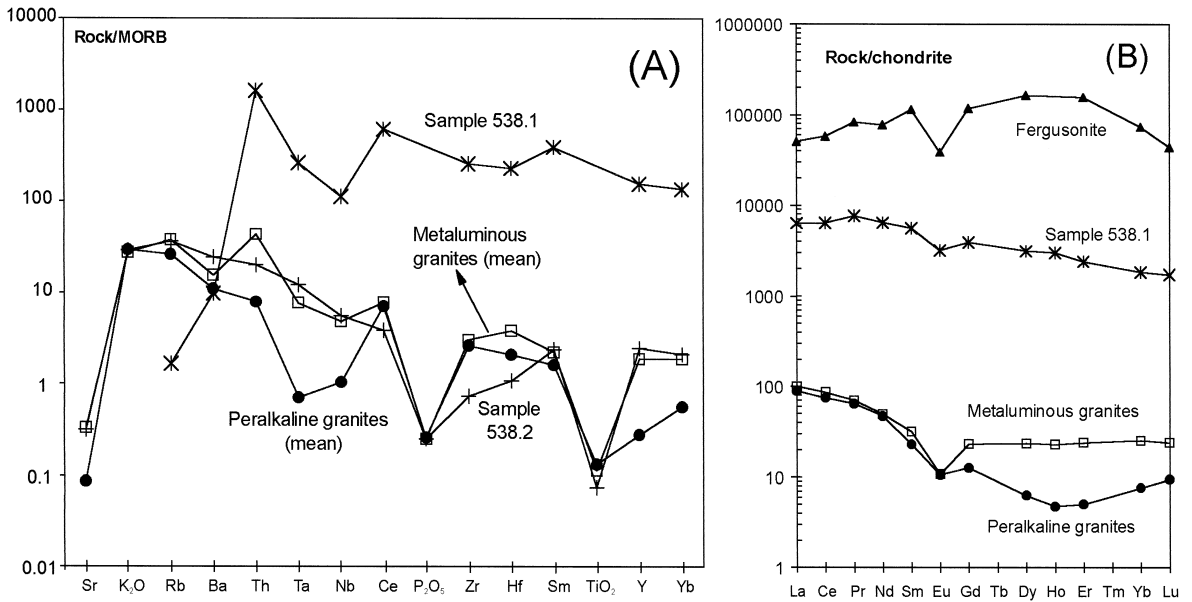 10000
1000
100
10
1
0.1
0.01
Rock/MORB
(A)
Sample 538.1
Metaluminous
granites (mean)
Peralkaline granites
(mean)
Sample
538.2
Sr K₂O Rb Ba Th Ta Nb Ce P₂O₅ Zr Hf Sm TiO₂ Y Yb
1000000
100000
10000
1000
100
10
1
Rock/chondrite
(B)
Fergusonite
Sample 538.1
Metaluminous granites
Peralkaline granites
La Ce Pr Nd Sm Eu Gd Tb Dy Ho Er Tm Yb Lu